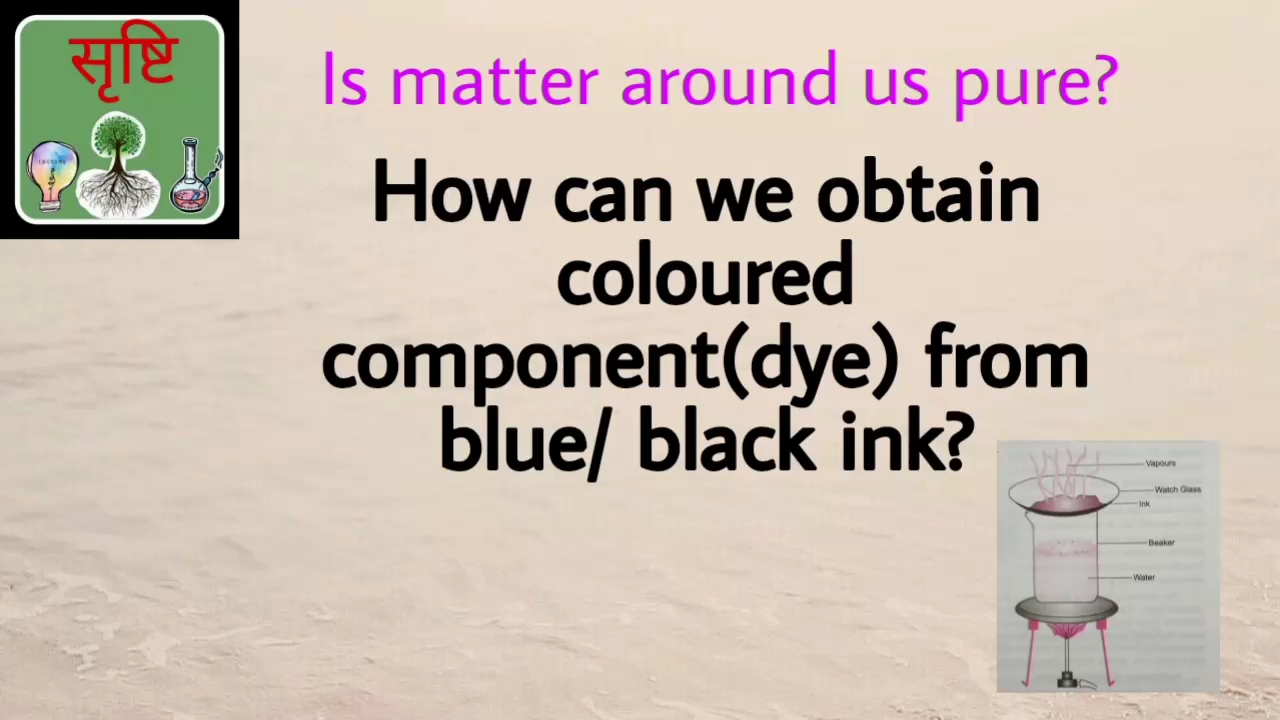 सृष्टि
Is matter around us pure?
How can we obtain
coloured
component(dye) from
blue/ black ink?
Vapours
Watch Glass
Ink
Beaker
Water